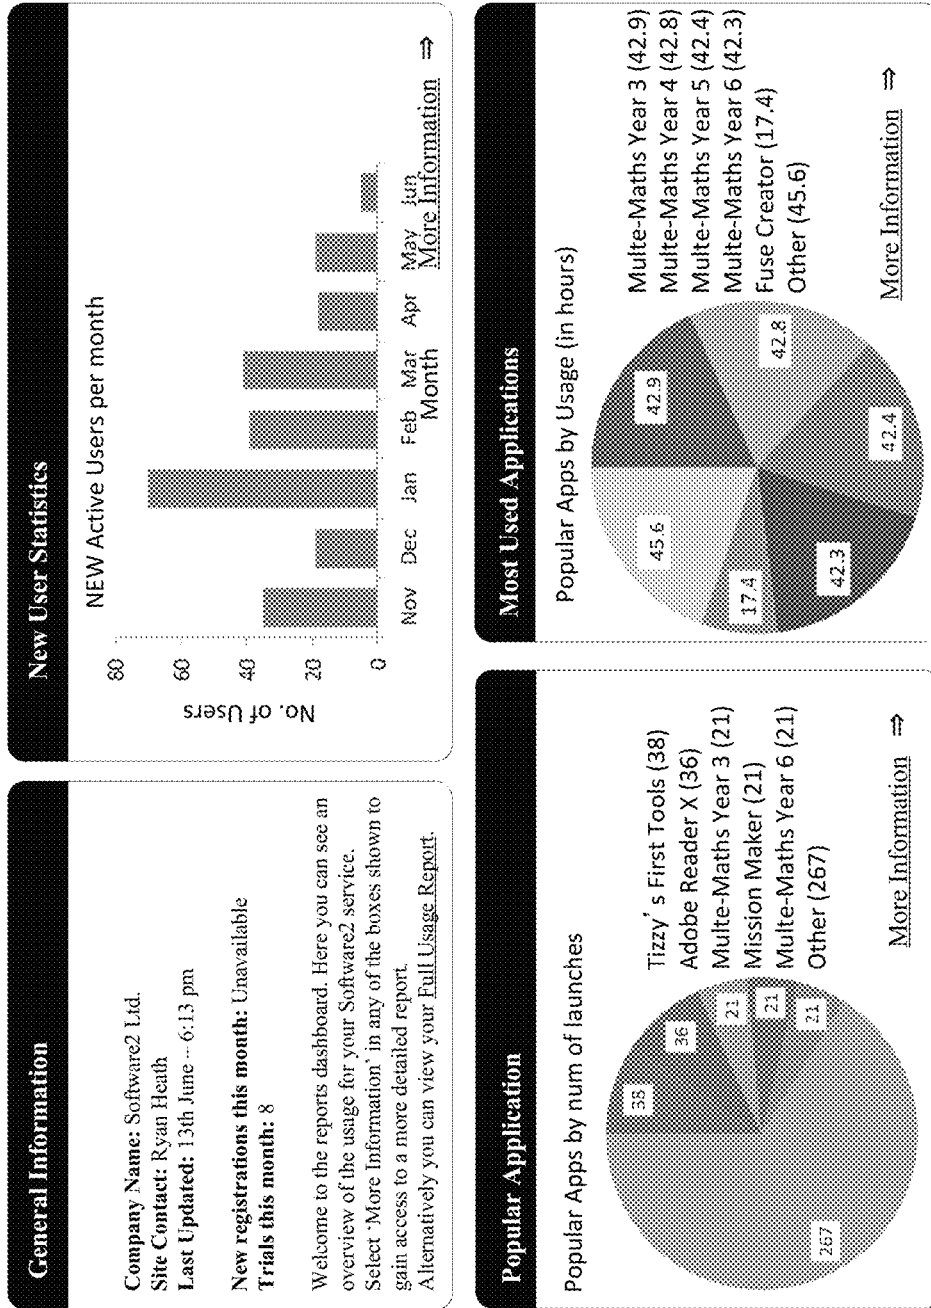 General Information
Company Name: Software2 Ltd.
Site Contact: Ryan Heath
Last Updated: 13th June – 6:13 pm
New registrations this month: Unavailable
Trials this month: 8
Welcome to the reports dashboard. Here you can see an
overview of the usage for your Software2 service.
Select ‘More Information’ in any of the boxes shown to
gain access to a more detailed report.
Alternatively you can view your Full Usage Report.
New User Statistics
NEW Active Users per month
No. of Users
80
60
40
20
0
Nov Dec Jan Feb Mar Apr May Jun
Month
More Information ⇒
Popular Application
Popular Apps by num of launches
38
36
21
21
21
267
Tizzy’ s First Tools (38)
Adobe Reader X (36)
Multe-Maths Year 3 (21)
Mission Maker (21)
Multe-Maths Year 6 (21)
Other (267)
More Information ⇒
Most Used Applications
Popular Apps by Usage (in hours)
42.9
42.8
42.4
42.3
17.4
45.6
Multe-Maths Year 3 (42.9)
Multe-Maths Year 4 (42.8)
Multe-Maths Year 5 (42.4)
Multe-Maths Year 6 (42.3)
Fuse Creator (17.4)
Other (45.6)
More Information ⇒